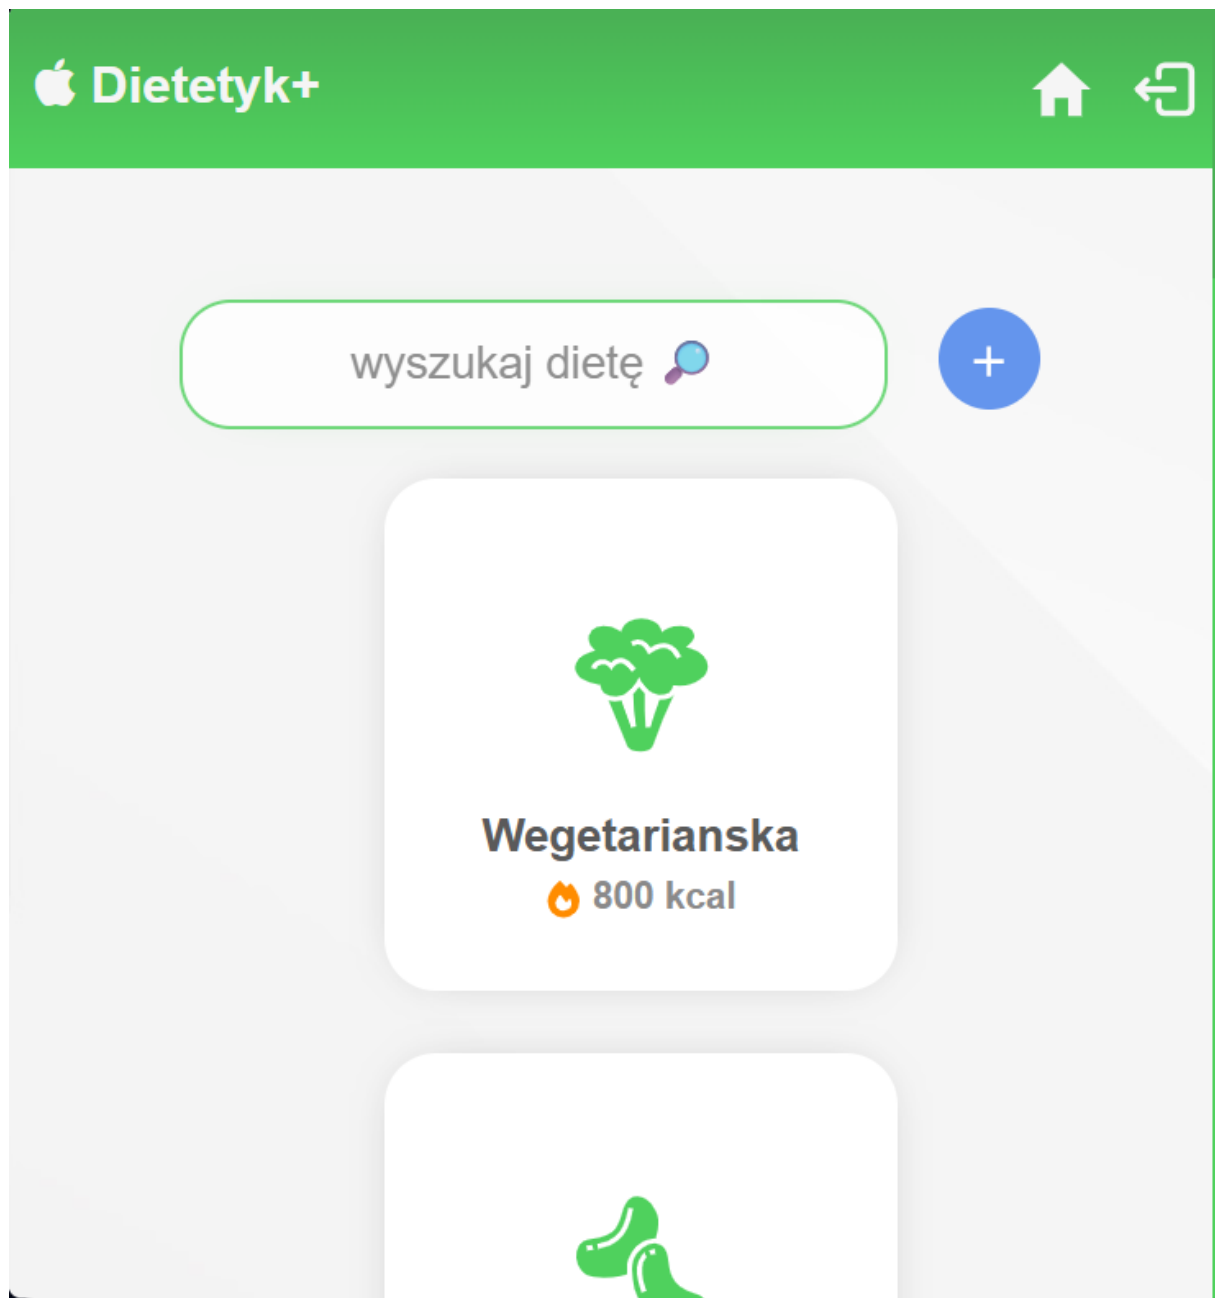 Dietetyk+
wyszukaj dietę 🔎
+
Wegetarianska
800 kcal